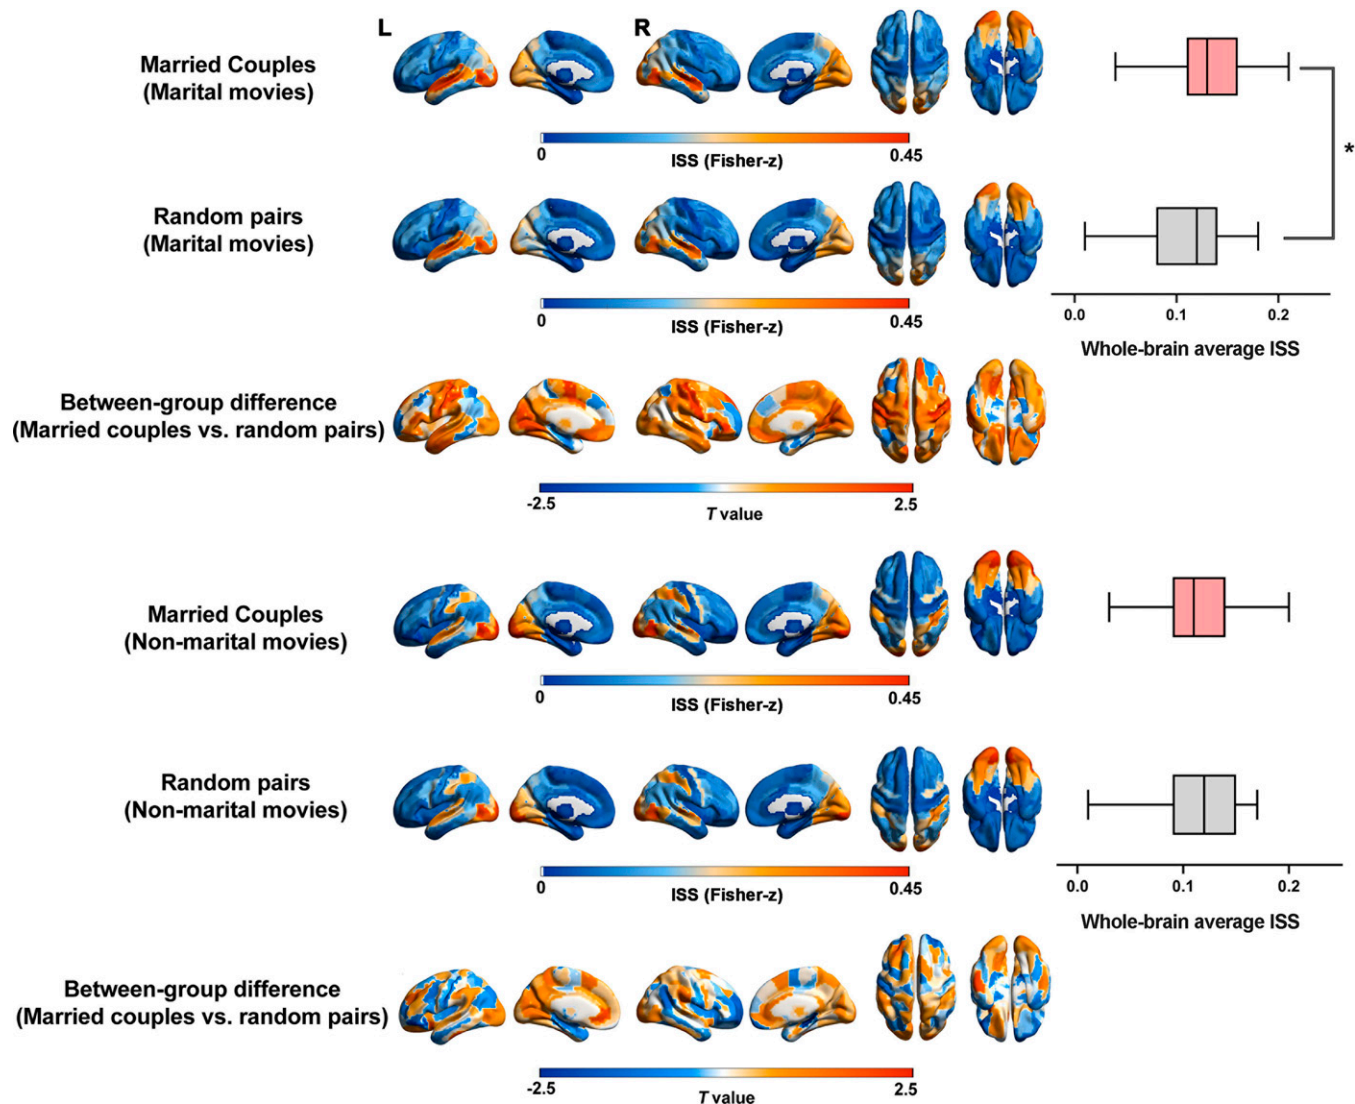 L
R
Married Couples
(Marital movies)
0
0.45
ISS (Fisher-z)
*
Random pairs
(Marital movies)
0
0.45
ISS (Fisher-z)
0.0
0.1
0.2
Whole-brain average ISS
Between-group difference
(Married couples vs. random pairs)
-2.5
2.5
T value
Married Couples
(Non-marital movies)
0
0.45
ISS (Fisher-z)
Random pairs
(Non-marital movies)
0
0.45
ISS (Fisher-z)
0.0
0.1
0.2
Whole-brain average ISS
Between-group difference
(Married couples vs. random pairs)
-2.5
2.5
T value